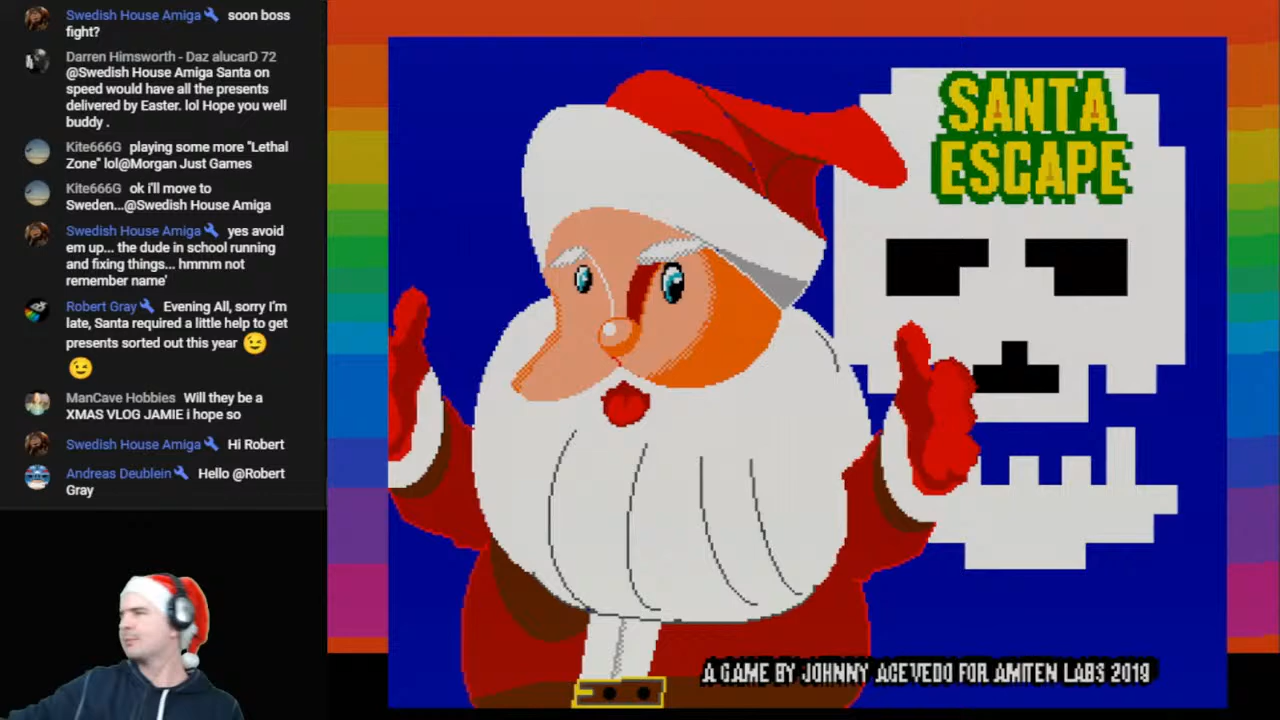 Swedish House Amiga soon boss
fight?
Darren Himsworth - Daz alucarD 72
@Swedish House Amiga Santa on
speed would have all the presents
delivered by Easter. lol Hope you well
buddy .
Kite666G playing some more "Lethal
Zone" lol@Morgan Just Games
Kite666G ok i'll move to
Sweden...@Swedish House Amiga
Swedish House Amiga yes avoid
em up... the dude in school running
and fixing things... hmmm not
remember name'
Robert Gray Evening All, sorry I'm
late, Santa required a little help to get
presents sorted out this year
ManCave Hobbies Will they be a
XMAS VLOG JAMIE i hope so
Swedish House Amiga Hi Robert
Andreas Deublein Hello @Robert
Gray
SANTA
ESCAPE
A GAME BY JOHNNY ACEVEDO FOR AMITEN LABS 2019